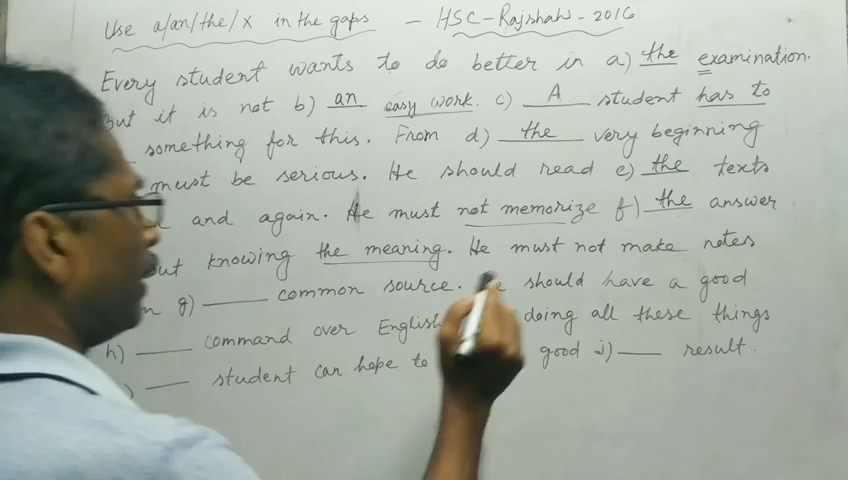 Use a/an/the/x in the gaps - HSC-Rajshahi-2016
Every student wants to do better in a) the examination.
But it is not b) an easy work. c) A student has to
something for this. From d) the very beginning
must be serious. He should read e) the texts
and again. He must not memorize f) the answer
knowing the meaning. He must not make notes
g) ____ common source. should have a good
h) ____ command over English doing all these things
____ student can hope to good j) ____ result.